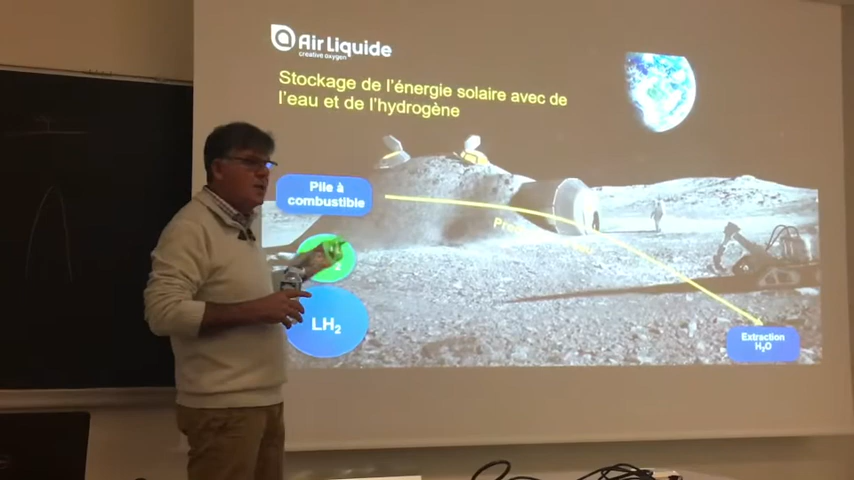 Air Liquide
creative oxygen
Stockage de l'énergie solaire avec de
l'eau et de l'hydrogène
Pile à
combustible
LH₂
Extraction
H₂O